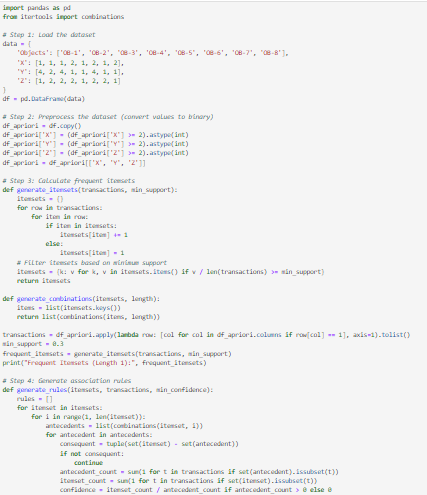 import pandas as pd
from itertools import combinations

# Step 1: Load the dataset
data = {
    'Objects': ['OB-1', 'OB-2', 'OB-3', 'OB-4', 'OB-5', 'OB-6', 'OB-7', 'OB-8'],
    'X': [1, 1, 1, 2, 1, 2, 1, 2],
    'Y': [4, 2, 4, 1, 1, 4, 1, 1],
    'Z': [1, 2, 2, 2, 1, 2, 2, 1]
}
df = pd.DataFrame(data)

# Step 2: Preprocess the dataset (convert values to binary)
df_apriori = df.copy()
df_apriori['X'] = (df_apriori['X'] >= 2).astype(int)
df_apriori['Y'] = (df_apriori['Y'] >= 2).astype(int)
df_apriori['Z'] = (df_apriori['Z'] >= 2).astype(int)
df_apriori = df_apriori[['X', 'Y', 'Z']]

# Step 3: Calculate frequent itemsets
def generate_itemsets(transactions, min_support):
    itemsets = {}
    for row in transactions:
        for item in row:
            if item in itemsets:
                itemsets[item] += 1
            else:
                itemsets[item] = 1
    # Filter itemsets based on minimum support
    itemsets = {k: v for k, v in itemsets.items() if v / len(transactions) >= min_support}
    return itemsets

def generate_combinations(itemsets, length):
    items = list(itemsets.keys())
    return list(combinations(items, length))

transactions = df_apriori.apply(lambda row: [col for col in df_apriori.columns if row[col] == 1], axis=1).tolist()
min_support = 0.3
frequent_itemsets = generate_itemsets(transactions, min_support)
print("Frequent itemsets (Length 1):", frequent_itemsets)

# Step 4: Generate association rules
def generate_rules(itemsets, transactions, min_confidence):
    rules = []
    for itemset in itemsets:
        for i in range(1, len(itemset)):
            antecedents = list(combinations(itemset, i))
            for antecedent in antecedents:
                consequent = tuple(set(itemset) - set(antecedent))
                if not consequent:
                    continue
                antecedent_count = sum(1 for t in transactions if set(antecedent).issubset(t))
                itemset_count = sum(1 for t in transactions if set(itemset).issubset(t))
                confidence = itemset_count / antecedent_count if antecedent_count > 0 else 0